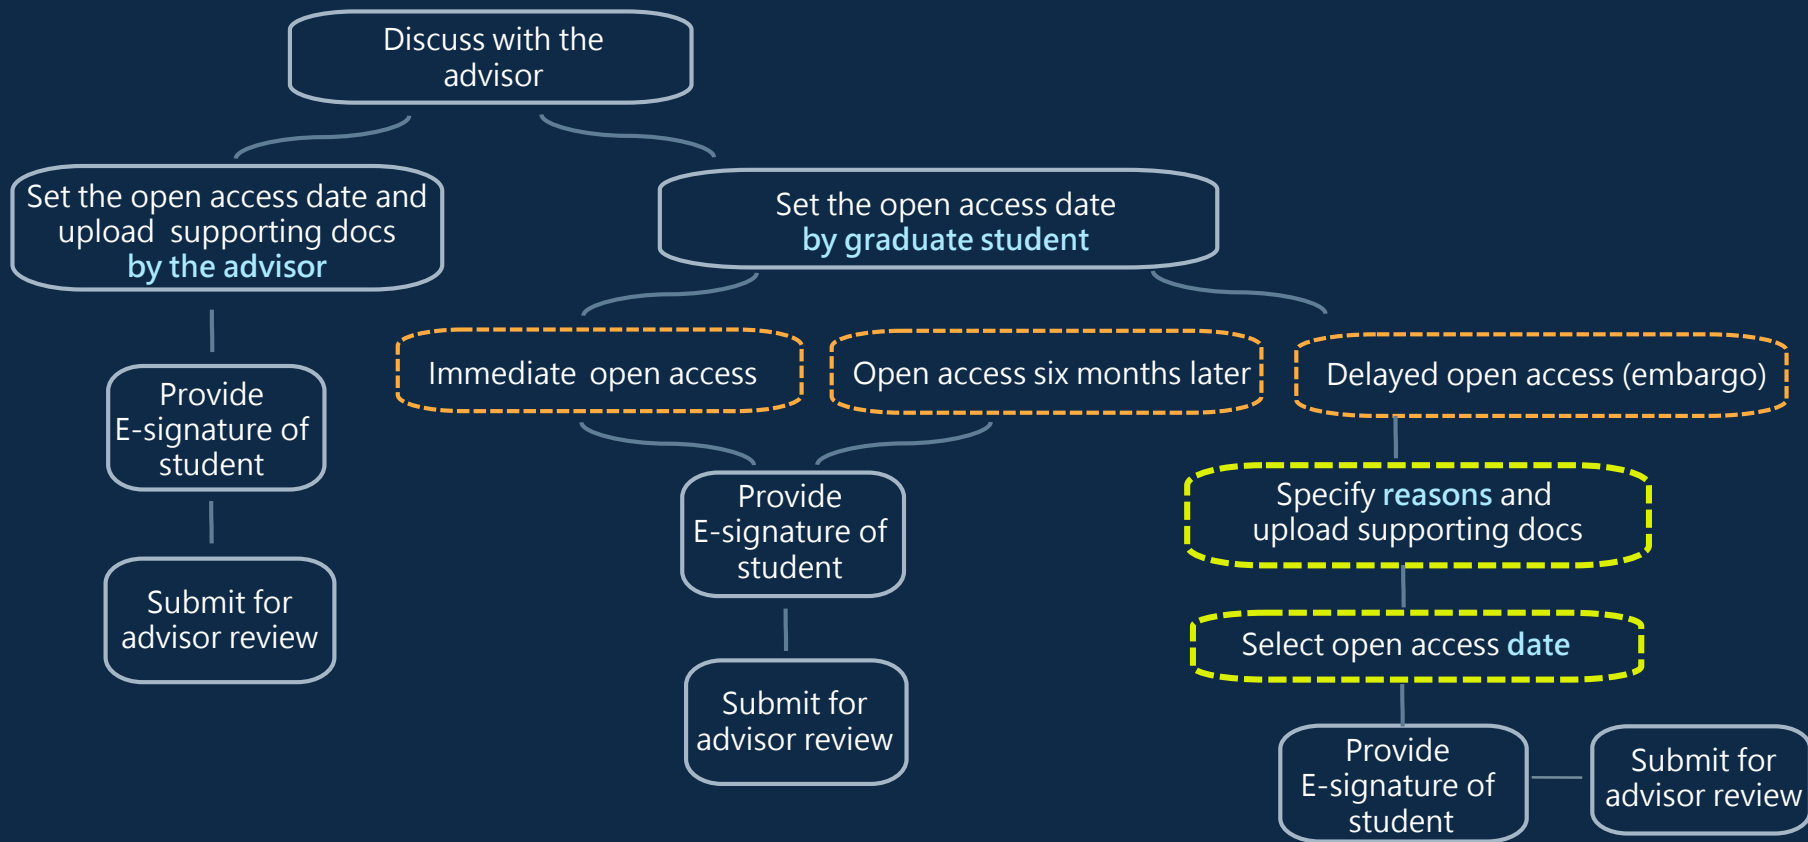 Discuss with the
advisor
Set the open access date and
upload supporting docs
by the advisor
Set the open access date
by graduate student
Immediate open access
Open access six months later
Delayed open access (embargo)
Provide
E-signature of
student
Submit for
advisor review
Provide
E-signature of
student
Submit for
advisor review
Specify reasons and
upload supporting docs
Select open access date
Provide
E-signature of
student
Submit for
advisor review